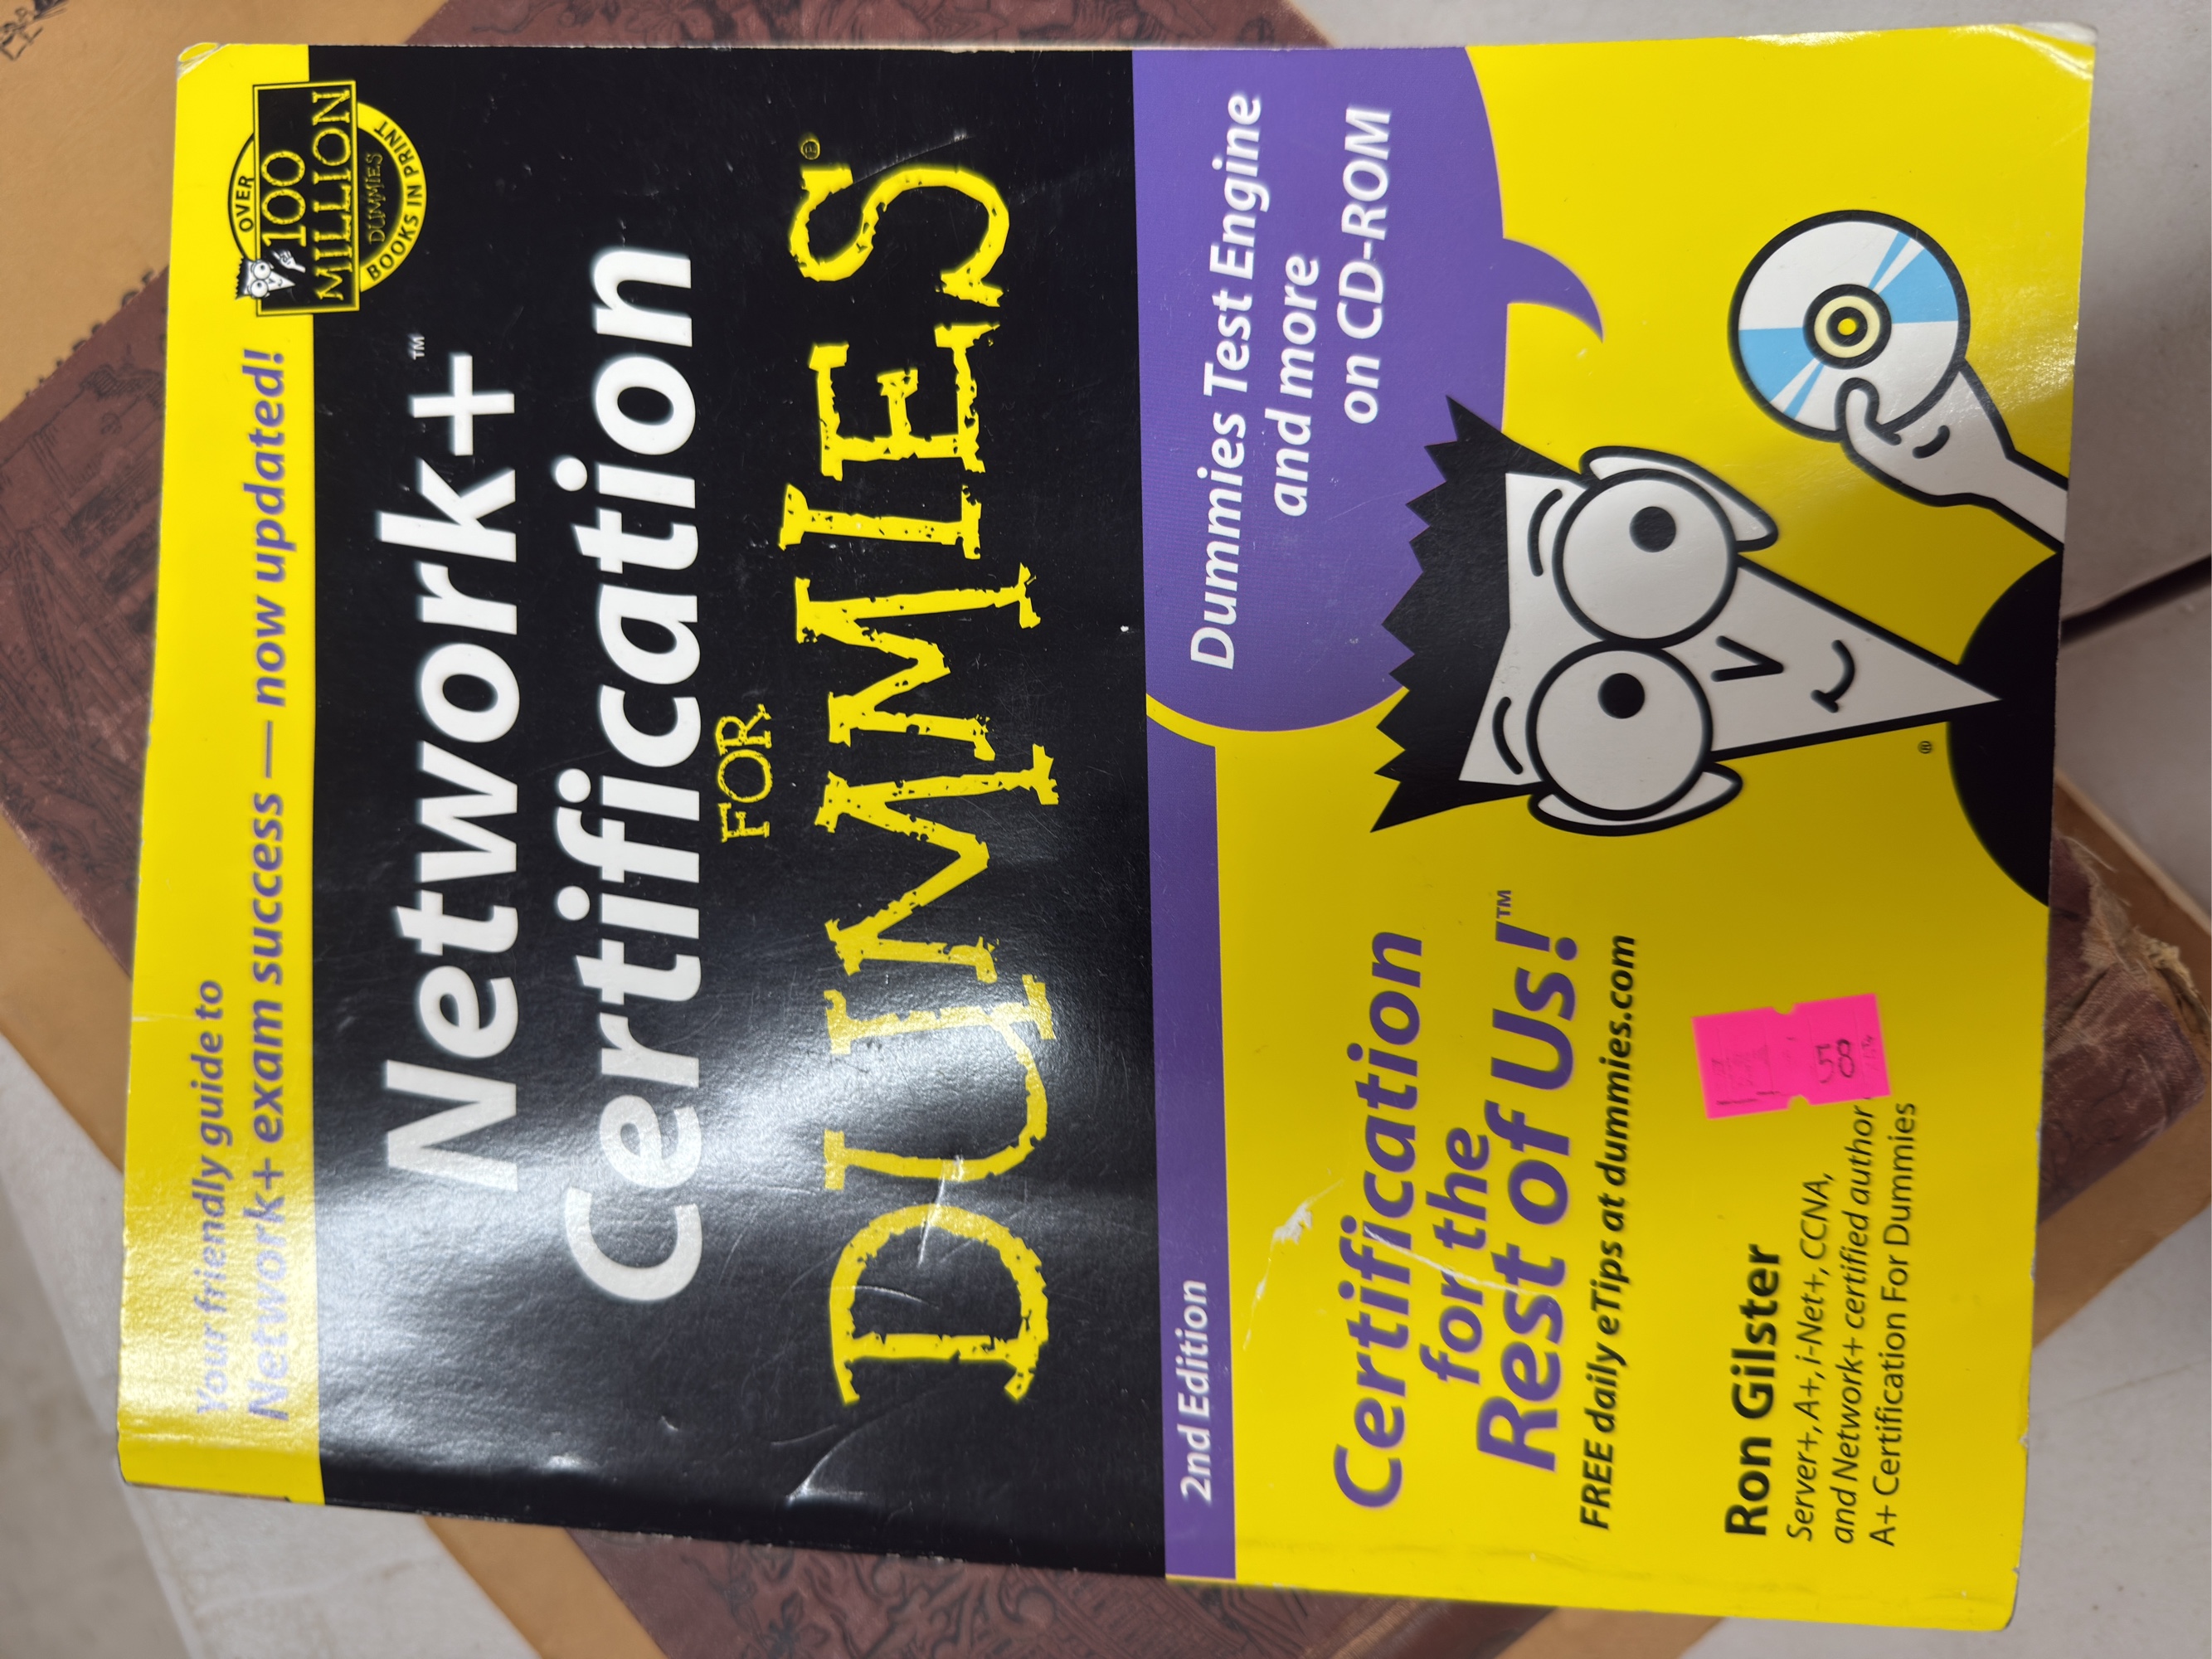 Your friendly guide to
Network+ exam success — now updated!
OVER
100
MILLION
DUMMIES
BOOKS IN PRINT
Network+™
Certification
FOR
DUMMIES®
2nd Edition
Dummies Test Engine
and more
on CD-ROM
Certification
for the
Rest of Us!™
FREE daily eTips at dummies.com
®
Ron Gilster
Server+, A+, i-Net+, CCNA,
and Network+ certified author
A+ Certification For Dummies